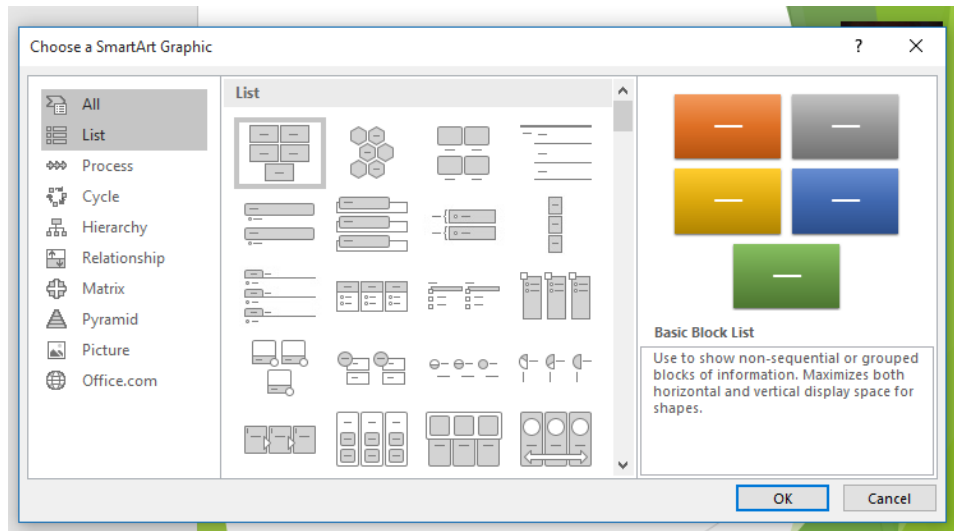 Choose a SmartArt Graphic
?
All
List
Process
Cycle
Hierarchy
Relationship
Matrix
Pyramid
Picture
Office.com
List
Basic Block List
Use to show non-sequential or grouped
blocks of information. Maximizes both
horizontal and vertical display space for
shapes.
OK
Cancel